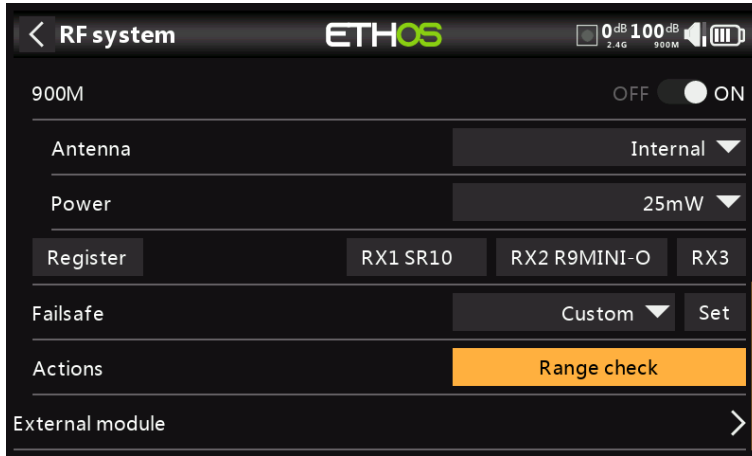 RF system ETHOS 0dB 2.4G 100dB 900M
900M OFF ON
Antenna Internal
Power 25mW
Register RX1 SR10 RX2 R9MINI-O RX3
Failsafe Custom Set
Actions Range check
External module